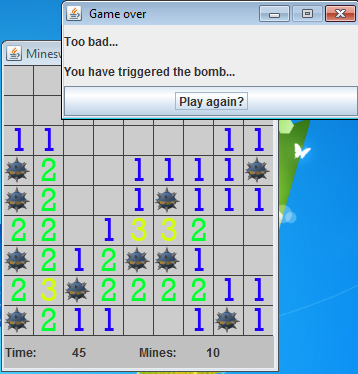 Game over
Too bad...
You have triggered the bomb...
Play again?
Minesw
1 1 1 1
2 1 1 1 1
2 1 1 1 1
2 2 1 3 3 2
2 1 2 1
2 3 2 2 2 2 1 1
2 1 1 1 1
Time: 45 Mines: 10